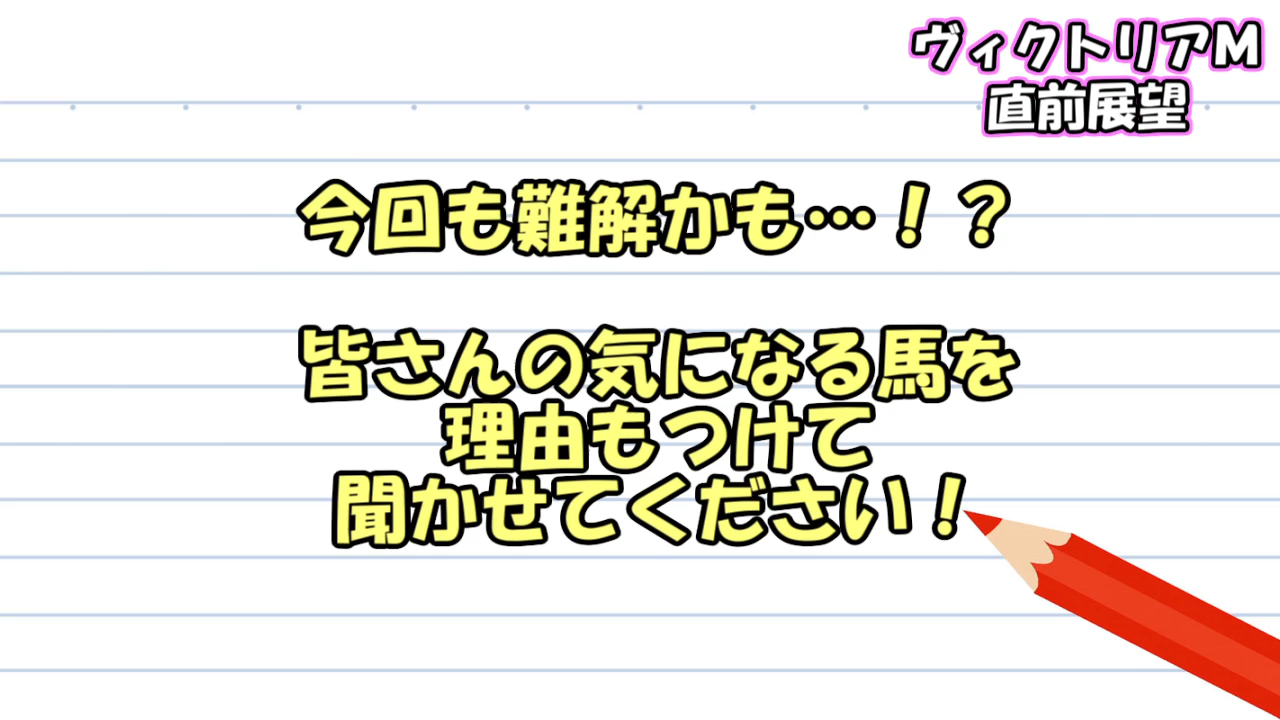 ヴィクトリアM
直前展望
今回も難解かも…！？
皆さんの気になる馬を
理由もつけて
聞かせてください！